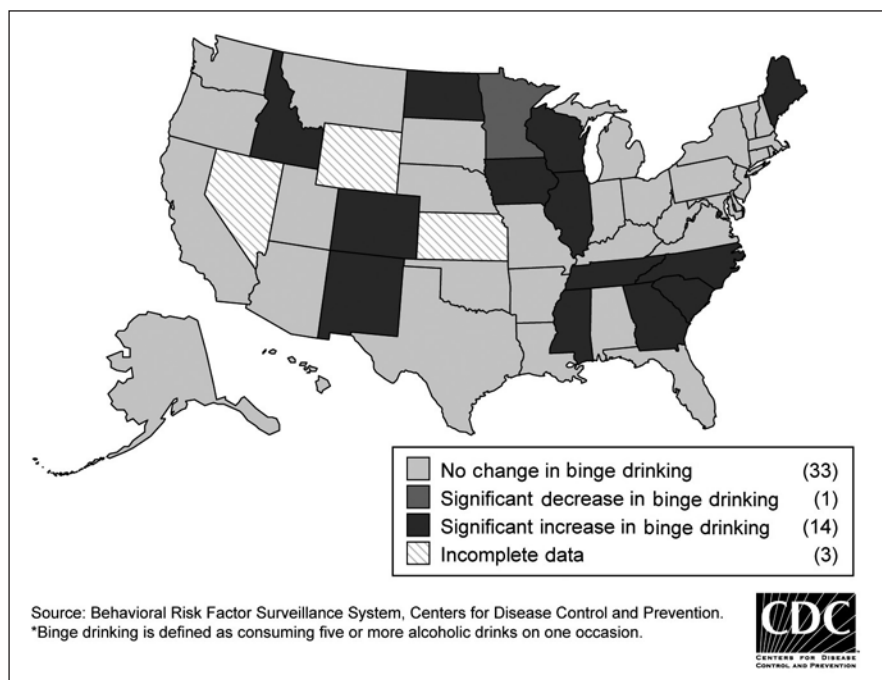 No change in binge drinking (33)
Significant decrease in binge drinking (1)
Significant increase in binge drinking (14)
Incomplete data (3)
Source: Behavioral Risk Factor Surveillance System, Centers for Disease Control and Prevention.
*Binge drinking is defined as consuming five or more alcoholic drinks on one occasion.
CDC
CENTERS FOR DISEASE
CONTROL AND PREVENTION